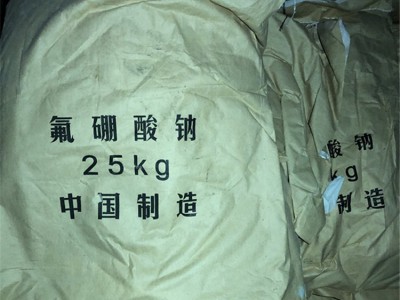 氟硼酸钠
25kg
中国制造
酸钠
kg
制造